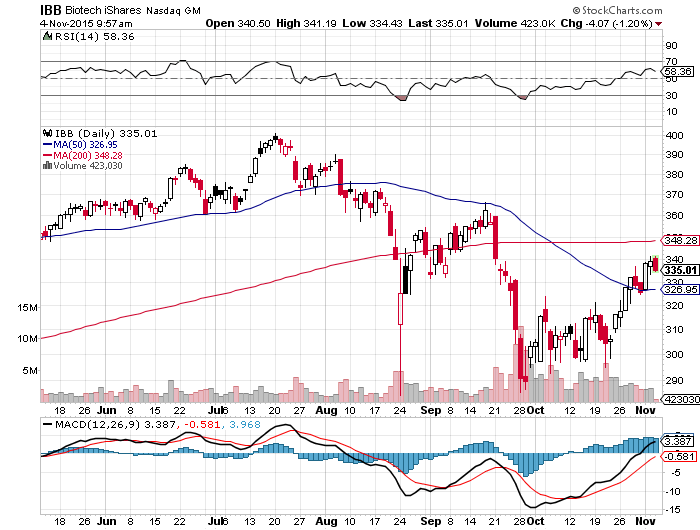 IBB Biotech iShares Nasdaq GM © StockCharts.com
4-Nov-2015 9:57am Open 340.50 High 341.19 Low 334.43 Last 335.01 Volume 423.0K Chg -4.07 (-1.20%)
RSI(14) 58.36
90
70
58.36
50
30
10
IBB (Daily) 335.01
MA(50) 326.95
MA(200) 348.28
Volume 423,030
400
390
380
370
360
350
348.28
340
335.01
330
326.95
320
310
300
290
423030
15M
10M
5M
18 26 Jun 8 15 22 Jul 6 13 20 27 Aug 10 17 24 Sep 8 14 21 28 Oct 12 19 26 Nov
MACD(12,26,9) 3.387, -0.581, 3.968
3.387
-0.581
-5
-10
-15
18 26 Jun 8 15 22 Jul 6 13 20 27 Aug 10 17 24 Sep 8 14 21 28 Oct 12 19 26 Nov